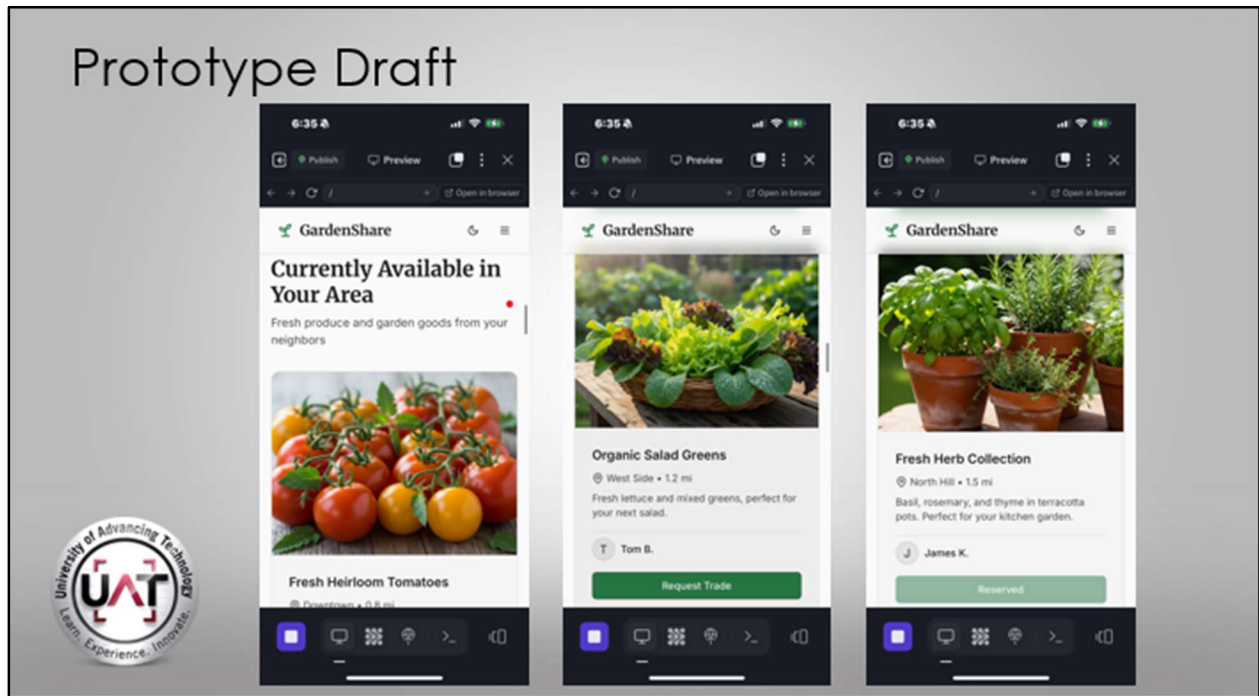 Prototype Draft
6:35
Publish
Preview
/
Open in browser
GardenShare
Currently Available in
Your Area
Fresh produce and garden goods from your
neighbors
Fresh Heirloom Tomatoes
Downtown • 0.8 mi
6:35
Publish
Preview
/
Open in browser
GardenShare
Organic Salad Greens
West Side • 1.2 mi
Fresh lettuce and mixed greens, perfect for
your next salad.
T Tom B.
Request Trade
6:35
Publish
Preview
/
Open in browser
GardenShare
Fresh Herb Collection
North Hill • 1.5 mi
Basil, rosemary, and thyme in terracotta
pots. Perfect for your kitchen garden.
J James K.
Reserved
University of Advancing Technology
UAT
Learn. Experience. Innovate.